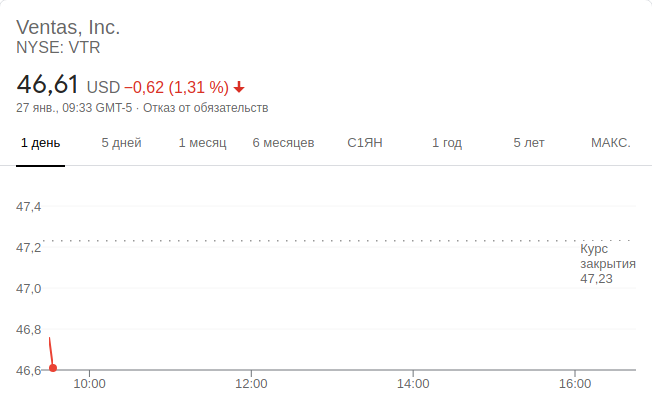 Ventas, Inc.
NYSE: VTR
46,61 USD −0,62 (1,31 %)
27 янв., 09:33 GMT-5 · Отказ от обязательств
1 день 5 дней 1 месяц 6 месяцев С1ЯН 1 год 5 лет МАКС.
47,4
47,2
Курс
закрытия
47,23
47,0
46,8
46,6
10:00 12:00 14:00 16:00